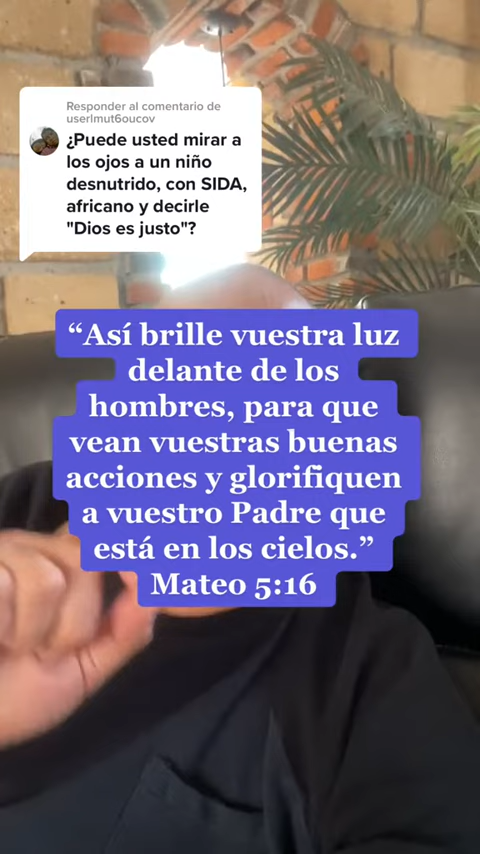 Responder al comentario de
userlmut6oucov
¿Puede usted mirar a
los ojos a un niño
desnutrido, con SIDA,
africano y decirle
"Dios es justo"?
“Así brille vuestra luz
delante de los
hombres, para que
vean vuestras buenas
acciones y glorifiquen
a vuestro Padre que
está en los cielos.”
Mateo 5:16